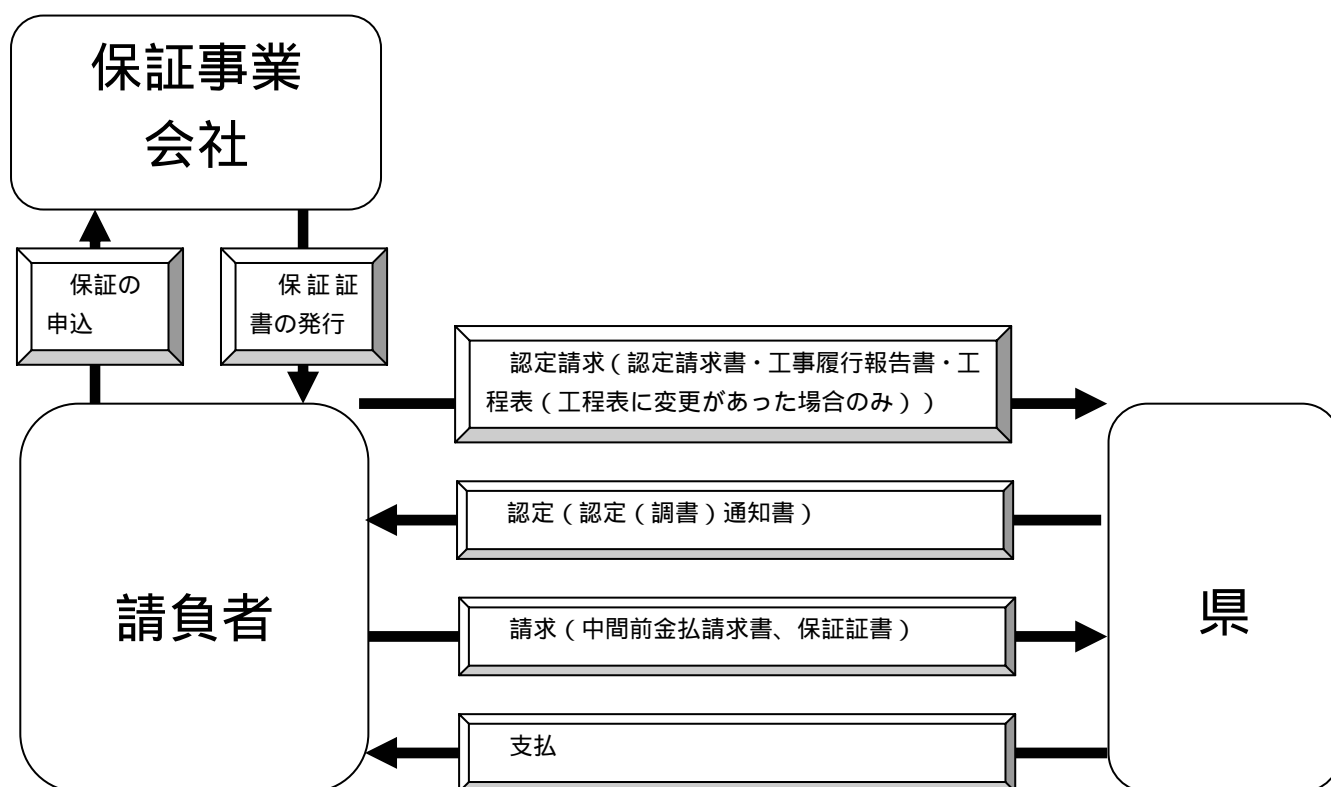 保証事業
会社
保証の
申込
保証証
書の発行
認定請求(認定請求書・工事履行報告書・工
程表(工程表に変更があった場合のみ))
認定(認定(調書)通知書)
請負者
請求(中間前金払請求書、保証証書)
県
支払